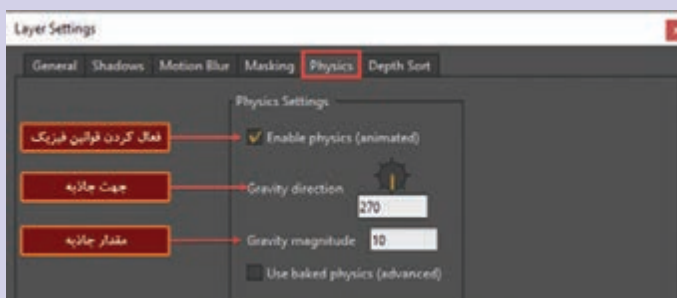 Layer Settings
General Shadows Motion Blur Masking Physics Depth Sort
Physics Settings
فعال کردن قوانین فیزیک
Enable physics (animated)
جهت جاذبه
Gravity direction
270
مقدار جاذبه
Gravity magnitude 10
Use baked physics (advanced)